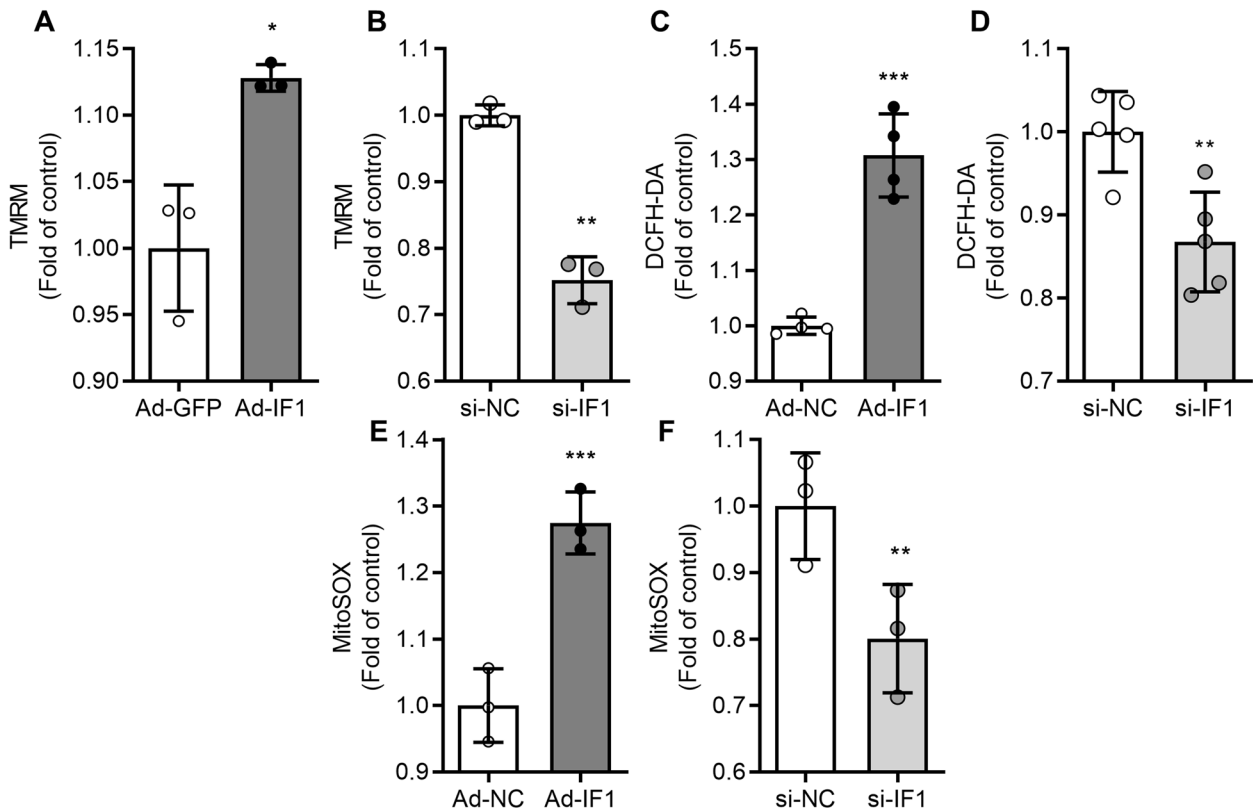 A
TMRM
(Fold of control)
1.15
1.10
1.05
1.00
0.95
0.90
*
Ad-GFP Ad-IF1
B
TMRM
(Fold of control)
1.1
1.0
0.9
0.8
0.7
0.6
**
si-NC si-IF1
C
DCFH-DA
(Fold of control)
1.5
1.4
1.3
1.2
1.1
1.0
0.9
***
Ad-NC Ad-IF1
D
DCFH-DA
(Fold of control)
1.1
1.0
0.9
0.8
0.7
**
si-NC si-IF1
E
MitoSOX
(Fold of control)
1.4
1.3
1.2
1.1
1.0
0.9
***
Ad-NC Ad-IF1
F
MitoSOX
(Fold of control)
1.1
1.0
0.9
0.8
0.7
0.6
**
si-NC si-IF1